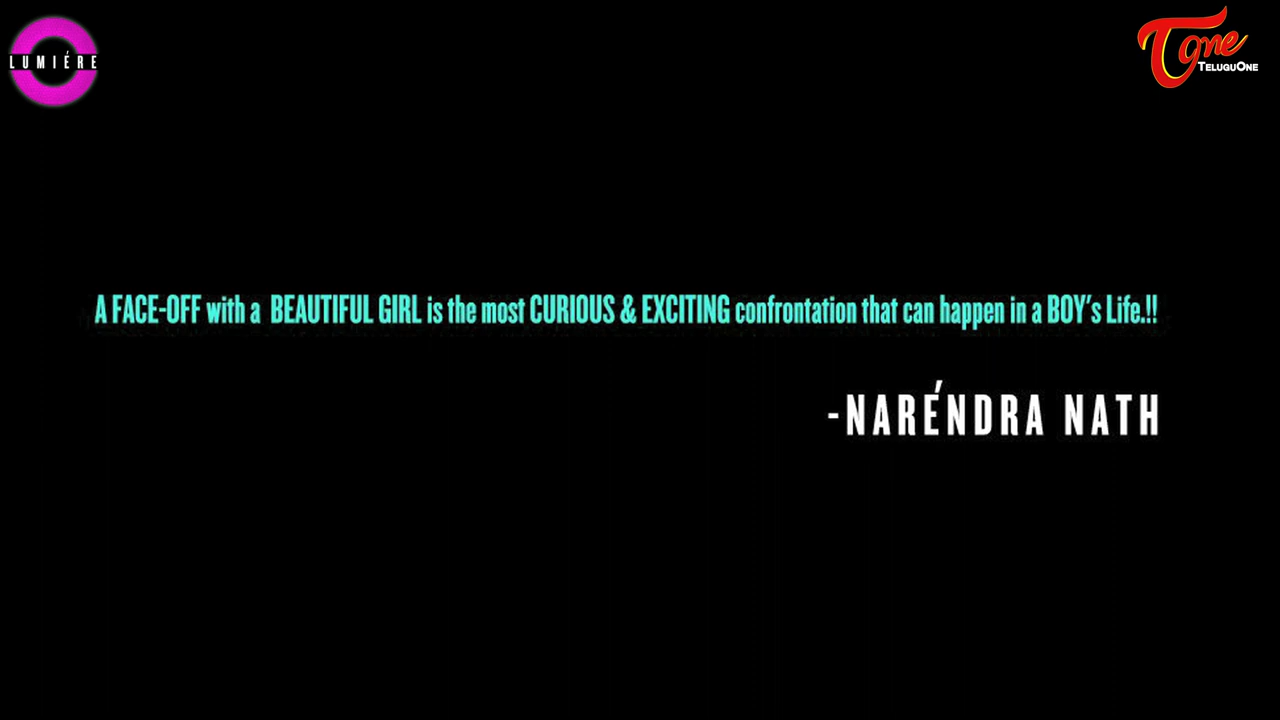 LUMIÉRE
Tone
TELUGUONE
A FACE-OFF with a BEAUTIFUL GIRL is the most CURIOUS & EXCITING confrontation that can happen in a BOY's Life.!!
-NARÉNDRA NATH